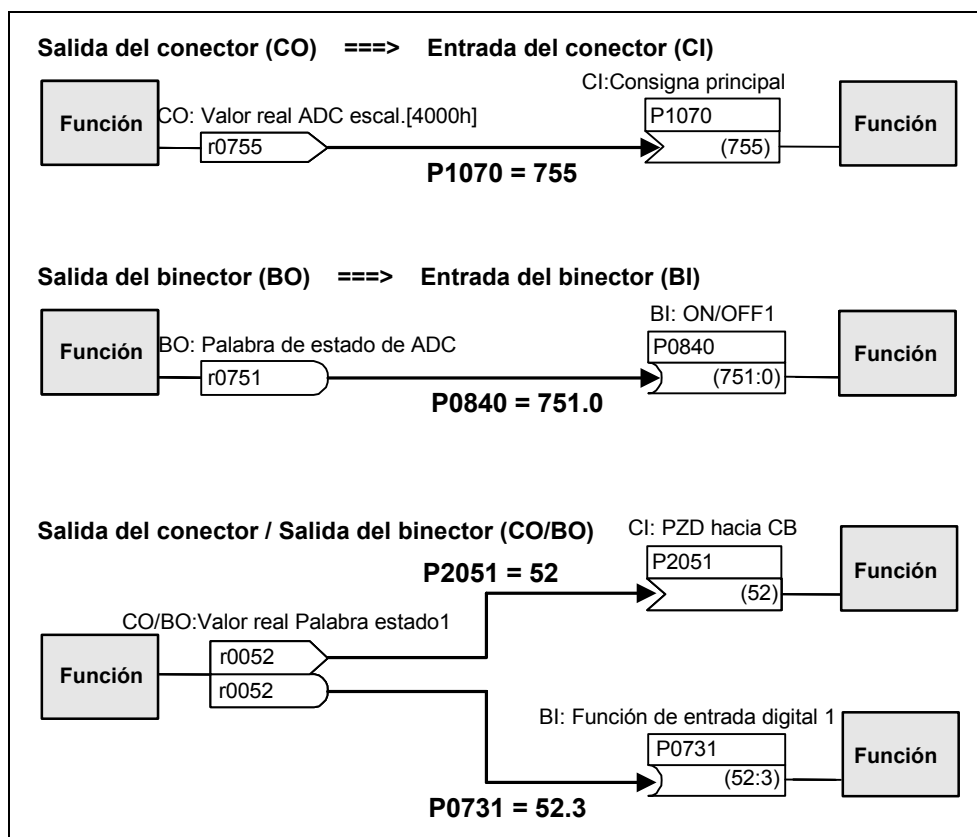 Salida del conector (CO) ===> Entrada del conector (CI)
CI:Consigna principal
Función
CO: Valor real ADC escal.[4000h]
r0755
P1070 = 755
P1070
(755)
Función
Salida del binector (BO) ===> Entrada del binector (BI)
BI: ON/OFF1
Función
BO: Palabra de estado de ADC
r0751
P0840 = 751.0
P0840
(751:0)
Función
Salida del conector / Salida del binector (CO/BO)
CI: PZD hacia CB
P2051 = 52
P2051
(52)
Función
CO/BO:Valor real Palabra estado1
Función
r0052
r0052
BI: Función de entrada digital 1
P0731
(52:3)
Función
P0731 = 52.3